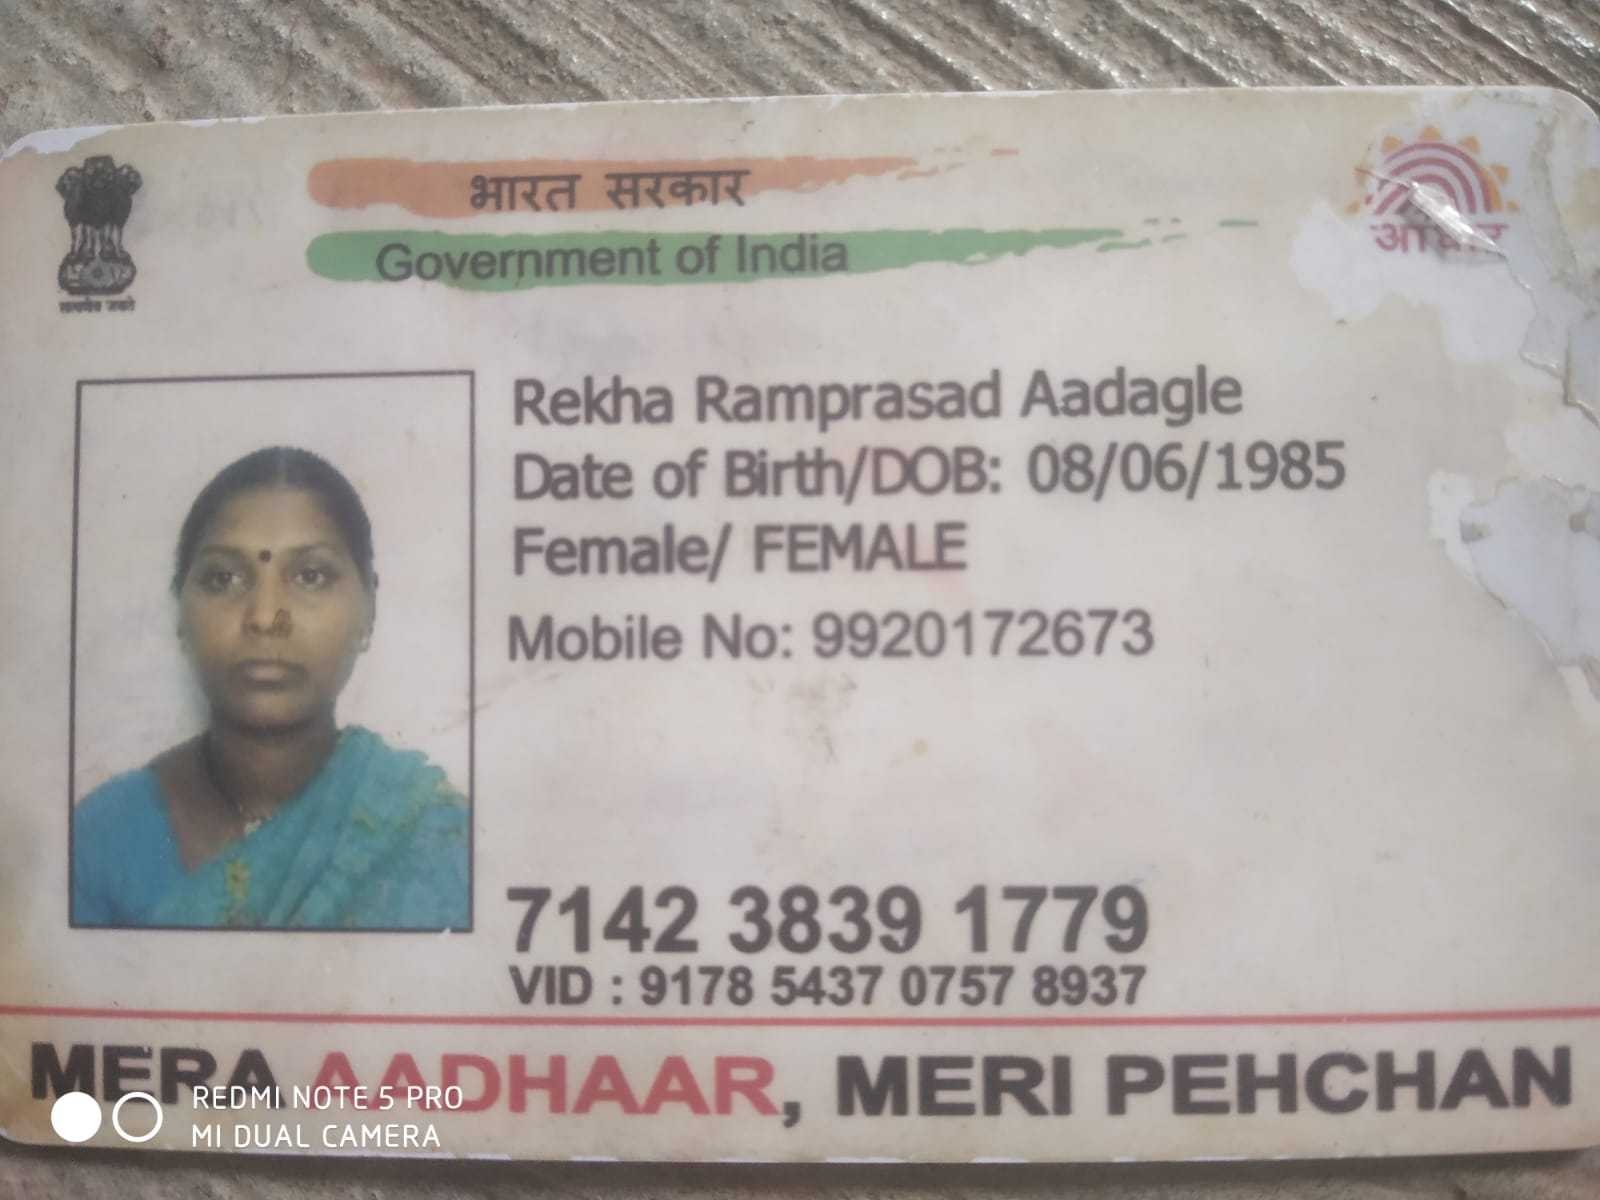 भारत सरकार
Government of India
आधार
Rekha Ramprasad Aadagle
Date of Birth/DOB: 08/06/1985
Female/ FEMALE
Mobile No: 9920172673
7142 3839 1779
VID : 9178 5437 0757 8937
MERA AADHAAR, MERI PEHCHAN
REDMI NOTE 5 PRO
MI DUAL CAMERA